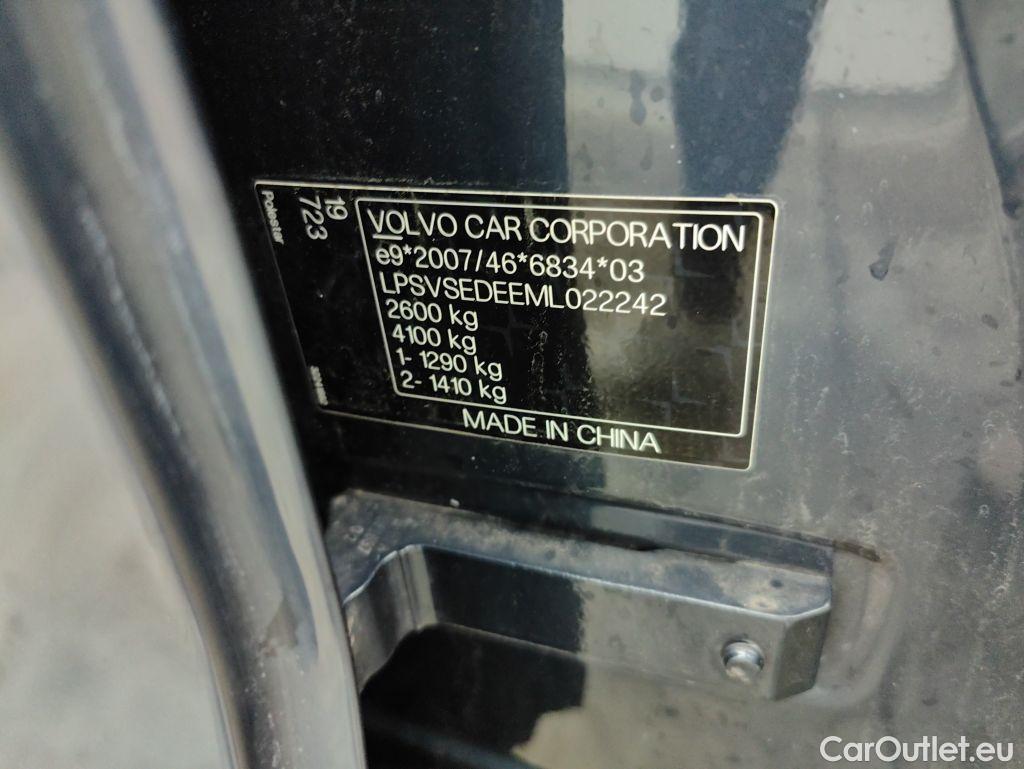 VOLVO CAR CORPORATION
e9*2007/46*6834*03
LPSVSEDEEML022242
2600 kg
4100 kg
1- 1290 kg
2- 1410 kg
MADE IN CHINA
19
723
Polestar
CarOutlet.eu